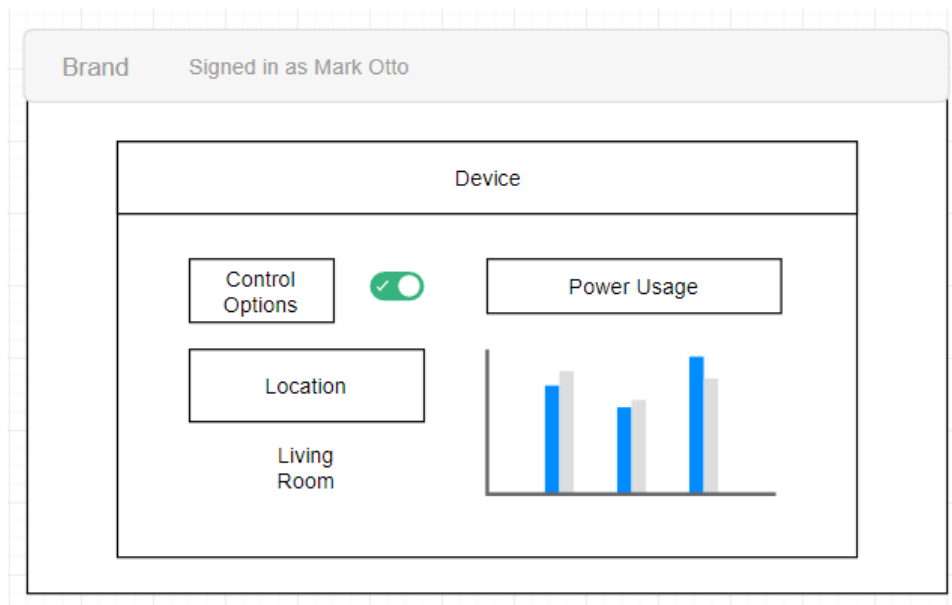 Brand
Signed in as Mark Otto
Device
Control
Options
Power Usage
Location
Living
Room